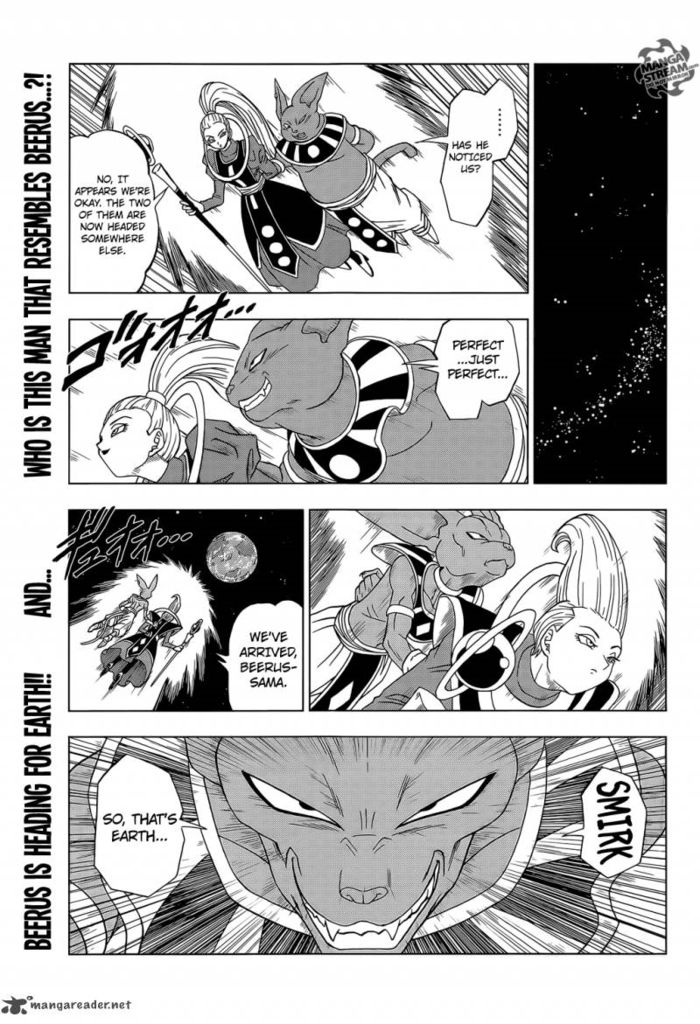 WHO IS THIS MAN THAT RESEMBLES BEERUS...?!
MANGA
STREAM
.........
HAS HE
NOTICED
US?
NO, IT
APPEARS WE'RE
OKAY. THE TWO
OF THEM ARE
NOW HEADED
SOMEWHERE
ELSE.
ゴオオオ...
PERFECT
...JUST
PERFECT...
BEERUS IS HEADING FOR EARTH!! AND...
ギュオオオ...
WE'VE
ARRIVED,
BEERUS-
SAMA.
SO, THAT'S
EARTH...
SMIRK
mangareader.net